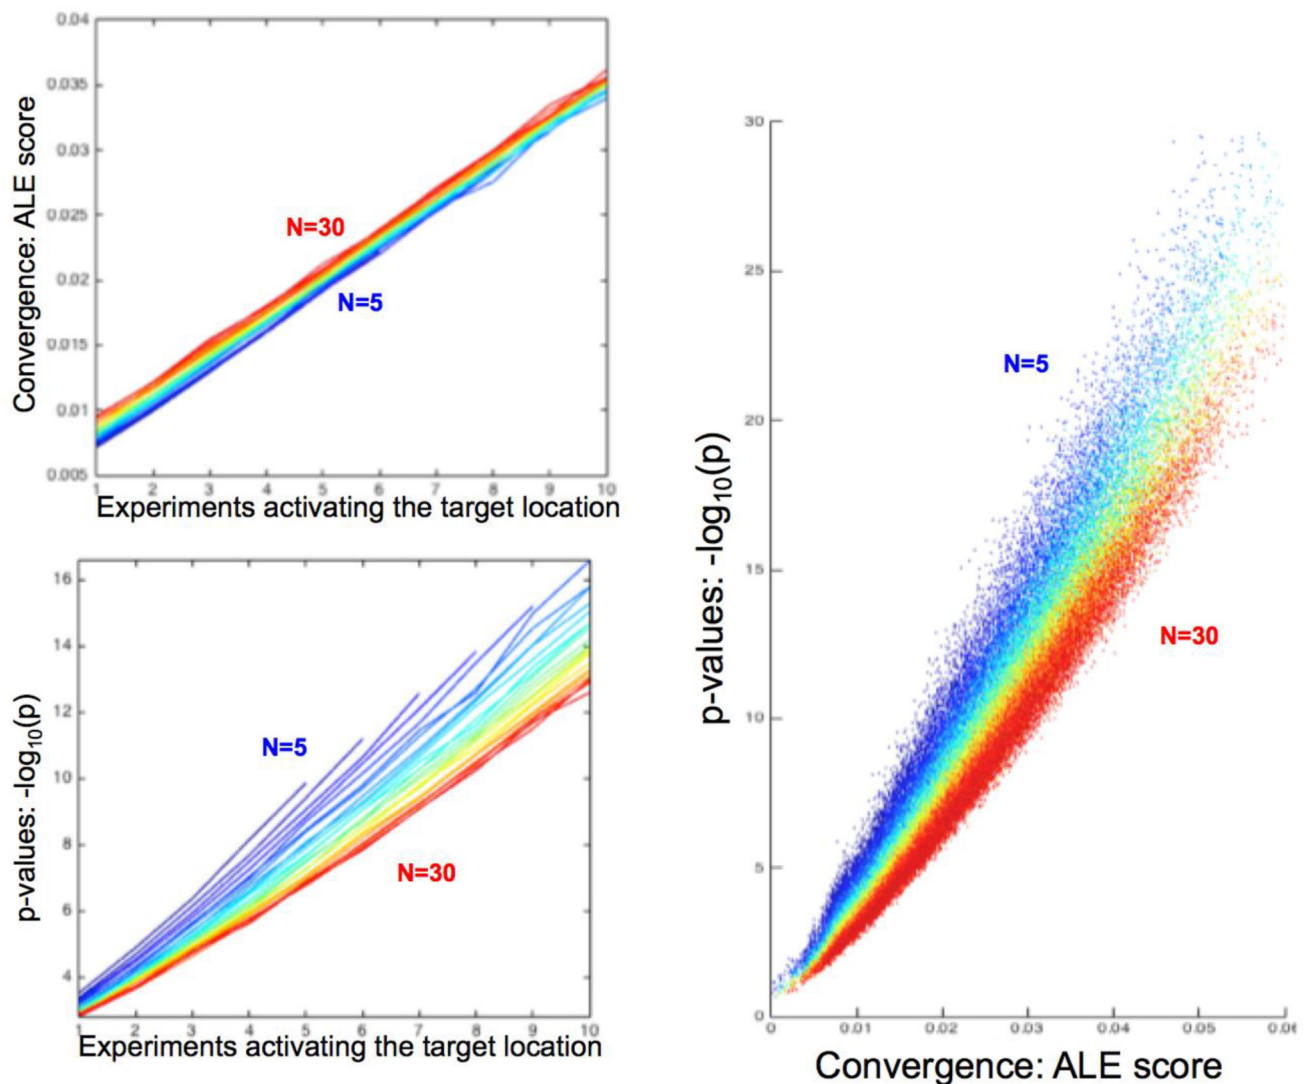 Convergence: ALE score
0.04
0.035
0.03
0.025
0.02
0.015
0.01
0.005
N=30
N=5
1 2 3 4 5 6 7 8 9 10
Experiments activating the target location
p-values: -log10(p)
16
14
12
10
8
6
4
N=5
N=30
1 2 3 4 5 6 7 8 9 10
Experiments activating the target location
p-values: -log10(p)
30
25
20
15
10
5
0
N=5
N=30
0 0.01 0.02 0.03 0.04 0.05 0.06
Convergence: ALE score